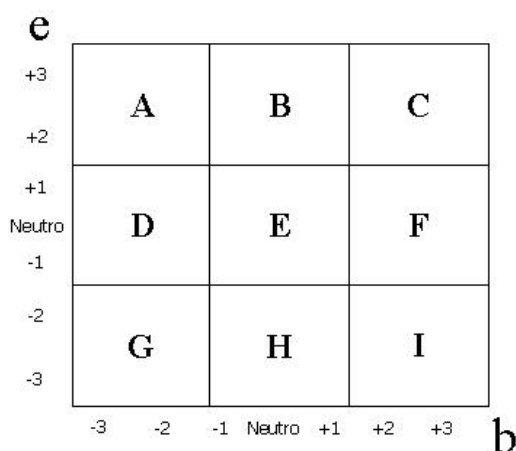 e
+3
A B C
+2
+1
Neutro D E F
-1
-2
G H I
-3
-3 -2 -1 Neutro +1 +2 +3 b